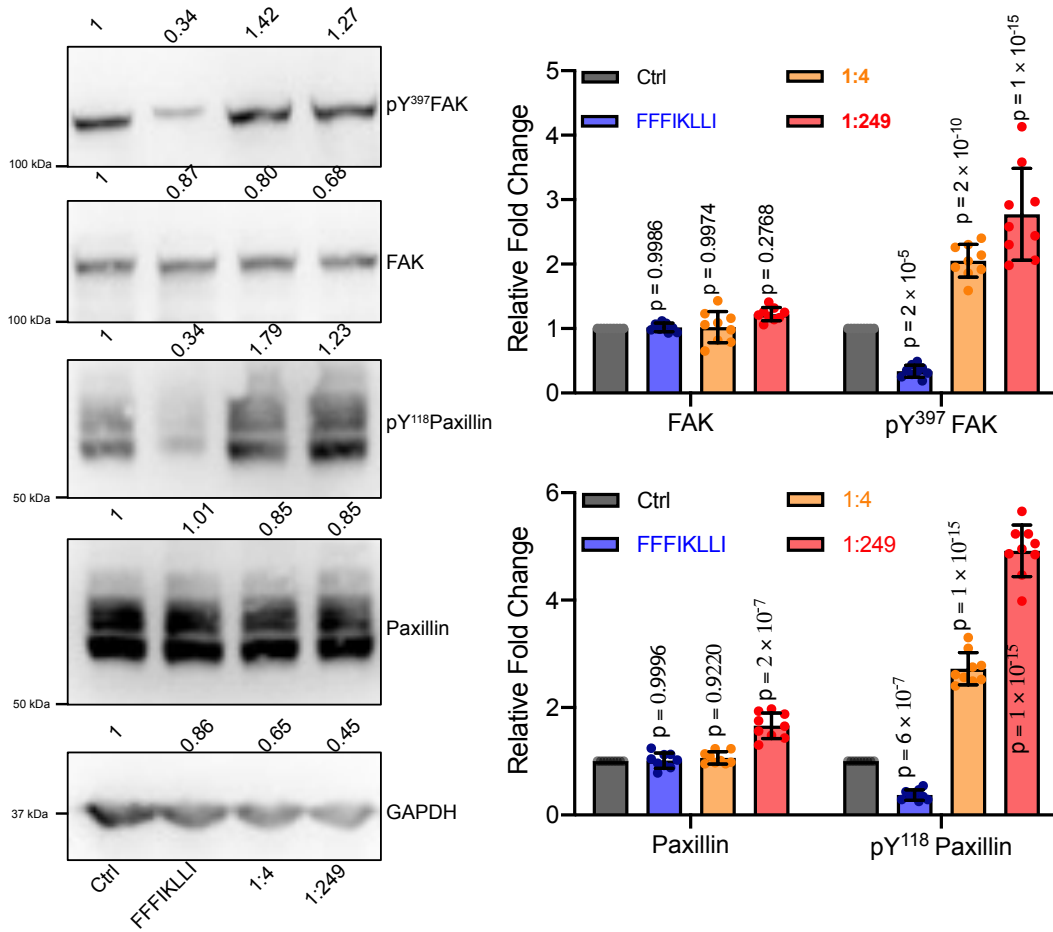 1 0.34 1.42 1.27
pY³⁹⁷FAK
100 kDa
1 0.87 0.80 0.68
FAK
100 kDa
1 0.34 1.79 1.23
pY¹¹⁸Paxillin
50 kDa
1 1.01 0.85 0.85
Paxillin
50 kDa
1 0.86 0.65 0.45
37 kDa
GAPDH
Ctrl FFFIKLLI 1:4 1:249
Relative Fold Change
5
4
3
2
1
0
Ctrl
1:4
FFFIKLLI
1:249
p = 0.9986
p = 0.9974
p = 0.2768
p = 2 × 10⁻⁵
p = 2 × 10⁻¹⁰
p = 1 × 10⁻¹⁵
FAK
pY³⁹⁷ FAK
Relative Fold Change
6
4
2
0
Ctrl
1:4
FFFIKLLI
1:249
p = 0.9996
p = 0.9220
p = 2 × 10⁻⁷
p = 6 × 10⁻⁷
p = 1 × 10⁻¹⁵
p = 1 × 10⁻¹⁵
Paxillin
pY¹¹⁸ Paxillin